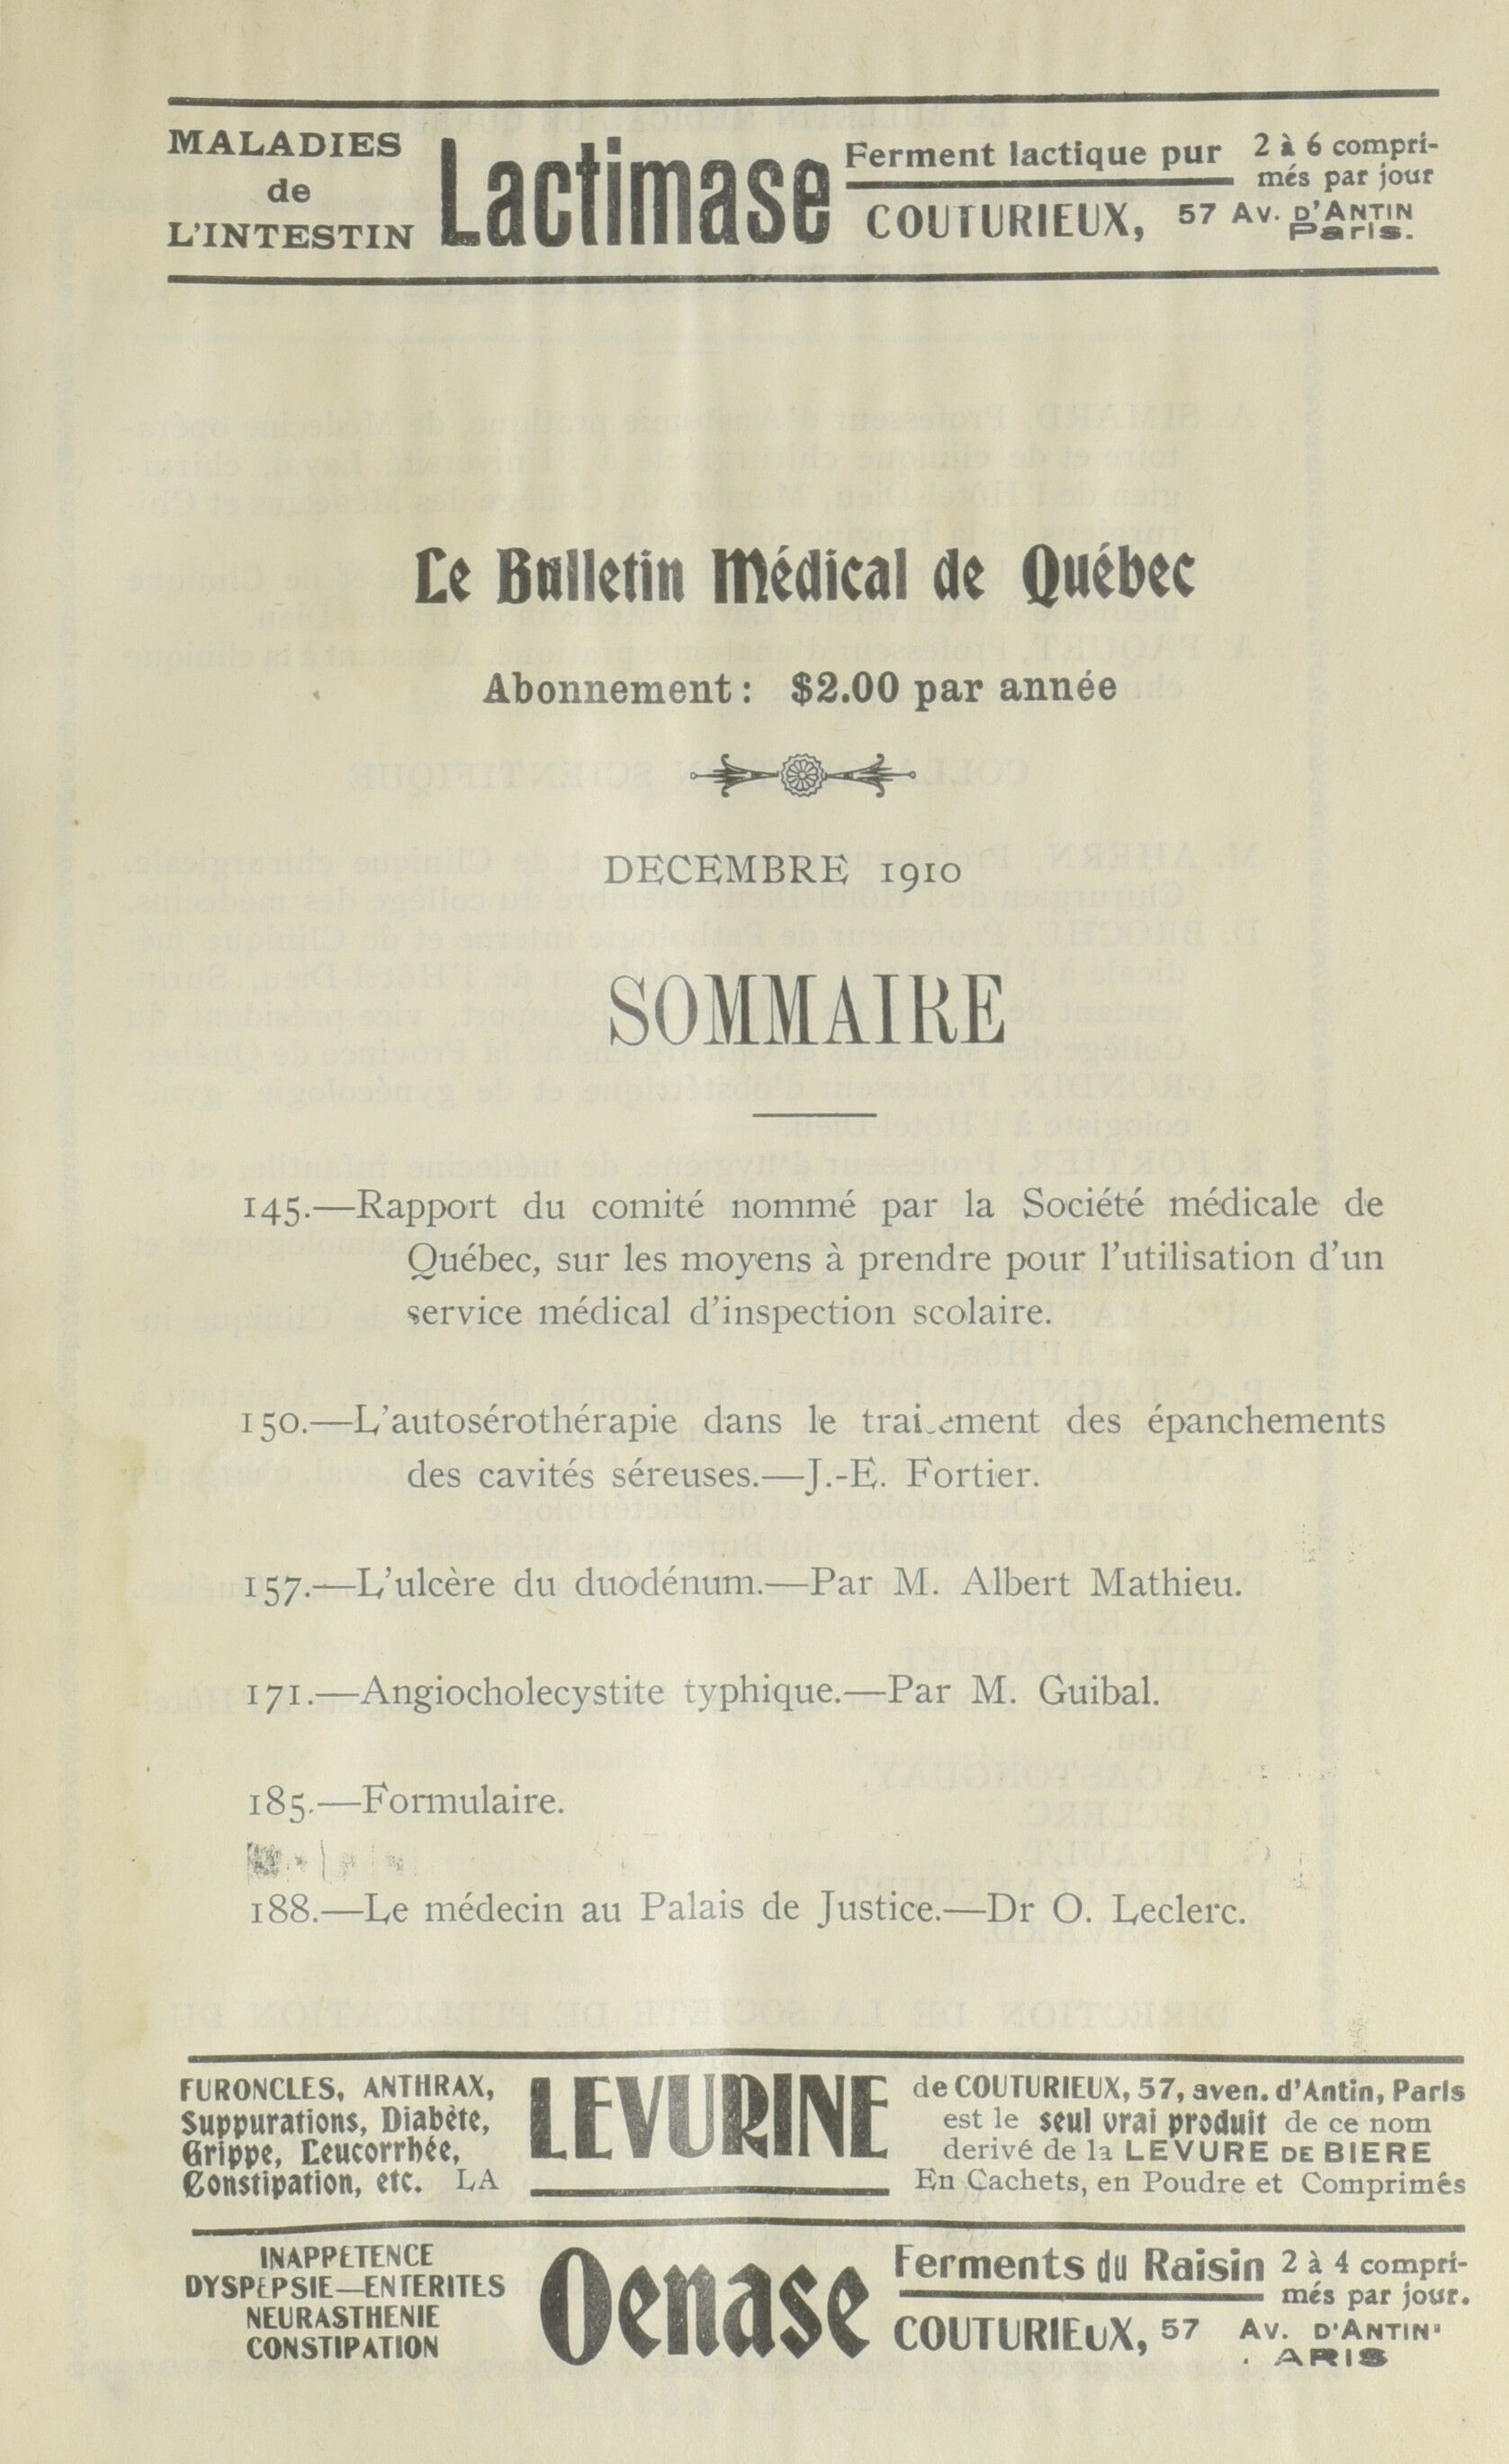 MALADIES
de
L'INTESTIN
Lactimase
Ferment lactique pur
COUTURIEUX, 57 AV. D'ANTIN
Paris.
2 à 6 compri-
més par jour
Le Bulletin Médical de Québec
Abonnement: $2.00 par année
DECEMBRE 1910
SOMMAIRE
145.—Rapport du comité nommé par la Société médicale de
Québec, sur les moyens à prendre pour l'utilisation d'un
service médical d'inspection scolaire.
150.—L'autosérothérapie dans le traitement des épanchements
des cavités séreuses.—J.-E. Fortier.
157.—L'ulcère du duodénum.—Par M. Albert Mathieu.
171.—Angiocholecystite typhique.—Par M. Guibal.
185.—Formulaire.
188.—Le médecin au Palais de Justice.—Dr O. Leclerc.
FURONCLES, ANTHRAX,
Suppurations, Diabète,
Grippe, Leucorrhée,
Constipation, etc. LA
LEVURINE
de COUTURIEUX, 57, aven. d'Antin, Paris
est le seul vrai produit de ce nom
derivé de la LEVURE DE BIERE
En Cachets, en Poudre et Comprimés
INAPPETENCE
DYSPEPSIE—ENTERITES
NEURASTHENIE
CONSTIPATION
Oenase
Ferments du Raisin
2 à 4 compri-
més par jour.
COUTURIEUX, 57 AV. D'ANTIN
ARIS